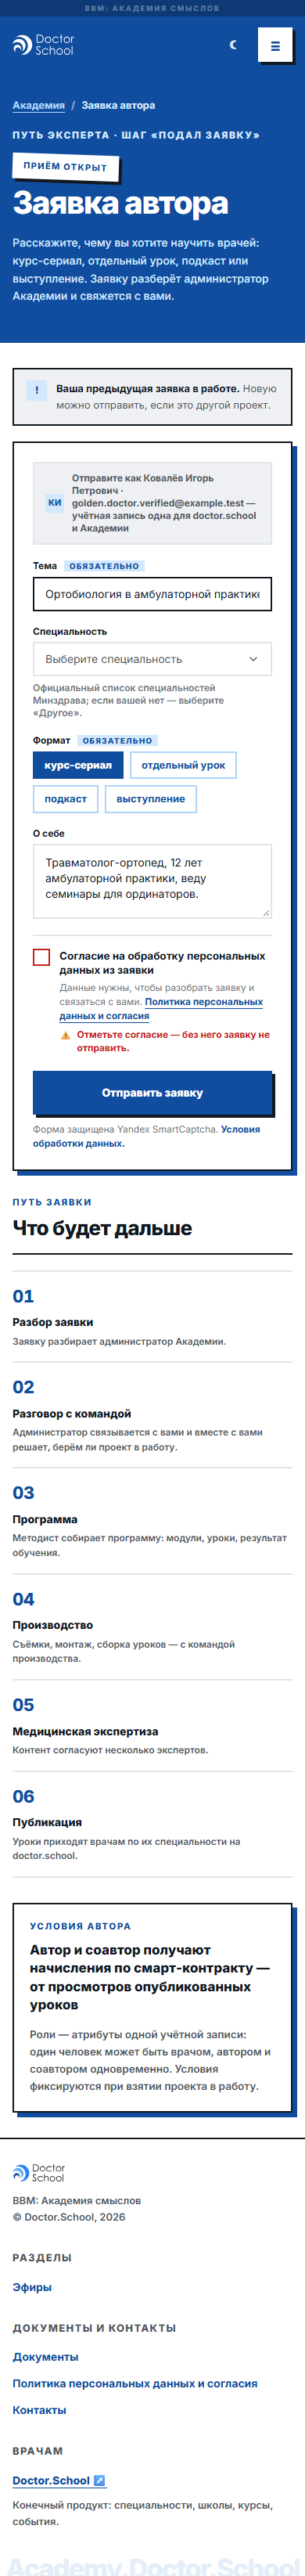 ВВМ: АКАДЕМИЯ СМЫСЛОВ
Doctor
School
Академия / Заявка автора
ПУТЬ ЭКСПЕРТА · ШАГ «ПОДАЛ ЗАЯВКУ»
ПРИЁМ ОТКРЫТ
Заявка автора
Расскажите, чему вы хотите научить врачей:
курс-сериал, отдельный урок, подкаст или
выступление. Заявку разберёт администратор
Академии и свяжется с вами.
! Ваша предыдущая заявка в работе. Новую
можно отправить, если это другой проект.
КИ
Отправите как Ковалёв Игорь
Петрович ·
golden.doctor.verified@example.test —
учётная запись одна для doctor.school
и Академии
Тема ОБЯЗАТЕЛЬНО
Ортобиология в амбулаторной практике
Специальность
Выберите специальность
Официальный список специальностей
Минздрава; если вашей нет — выберите
«Другое».
Формат ОБЯЗАТЕЛЬНО
курс-сериал отдельный урок
подкаст выступление
О себе
Травматолог-ортопед, 12 лет
амбулаторной практики, веду
семинары для ординаторов.
Согласие на обработку персональных
данных из заявки
Данные нужны, чтобы разобрать заявку и
связаться с вами. Политика персональных
данных и согласия
⚠ Отметьте согласие — без него заявку не
отправить.
Отправить заявку
Форма защищена Yandex SmartCaptcha. Условия
обработки данных.
ПУТЬ ЗАЯВКИ
Что будет дальше
01
Разбор заявки
Заявку разбирает администратор Академии.
02
Разговор с командой
Администратор связывается с вами и вместе с вами
решает, берём ли проект в работу.
03
Программа
Методист собирает программу: модули, уроки, результат
обучения.
04
Производство
Съёмки, монтаж, сборка уроков — с командой
производства.
05
Медицинская экспертиза
Контент согласуют несколько экспертов.
06
Публикация
Уроки приходят врачам по их специальности на
doctor.school.
УСЛОВИЯ АВТОРА
Автор и соавтор получают
начисления по смарт-контракту —
от просмотров опубликованных
уроков
Роли — атрибуты одной учётной записи:
один человек может быть врачом, автором и
соавтором одновременно. Условия
фиксируются при взятии проекта в работу.
Doctor
School
ВВМ: Академия смыслов
© Doctor.School, 2026
РАЗДЕЛЫ
Эфиры
ДОКУМЕНТЫ И КОНТАКТЫ
Документы
Политика персональных данных и согласия
Контакты
ВРАЧАМ
Doctor.School ↗
Конечный продукт: специальности, школы, курсы,
события.
Academy.Doctor.School